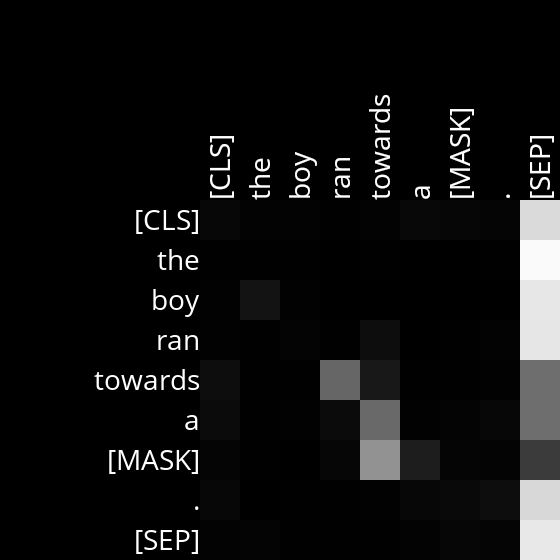 [CLS] the boy ran towards a [MASK] . [SEP]
[CLS]
the
boy
ran
towards
a
[MASK]
.
[SEP]